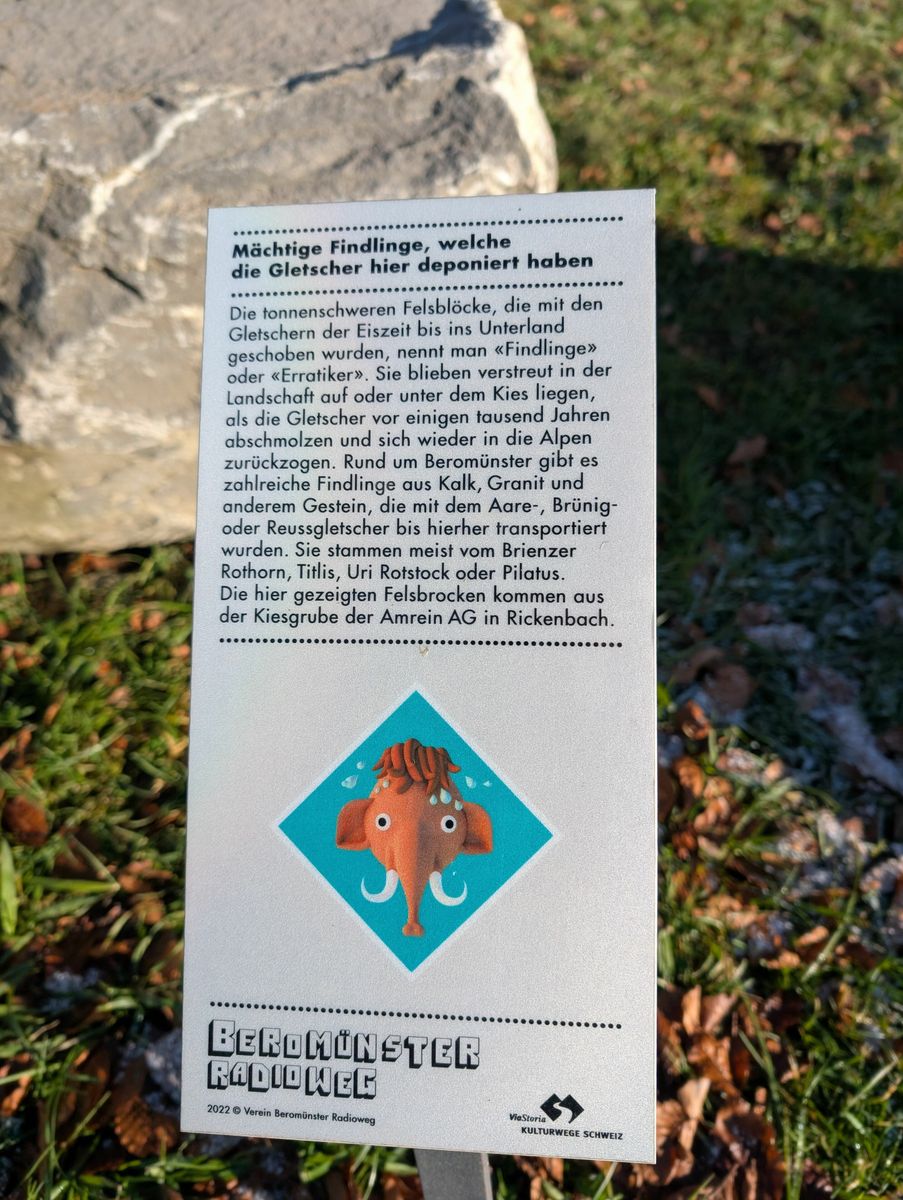 Mächtige Findlinge, welche
die Gletscher hier deponiert haben
Die tonnenschweren Felsblöcke, die mit den
Gletschern der Eiszeit bis ins Unterland
geschoben wurden, nennt man «Findlinge»
oder «Erratiker». Sie blieben verstreut in der
Landschaft auf oder unter dem Kies liegen,
als die Gletscher vor einigen tausend Jahren
abschmolzen und sich wieder in die Alpen
zurückzogen. Rund um Beromünster gibt es
zahlreiche Findlinge aus Kalk, Granit und
anderem Gestein, die mit dem Aare-, Brünig-
oder Reussgletscher bis hierher transportiert
wurden. Sie stammen meist vom Brienzer
Rothorn, Titlis, Uri Rotstock oder Pilatus.
Die hier gezeigten Felsbrocken kommen aus
der Kiesgrube der Amrein AG in Rickenbach.
BEROMÜNSTER
RADIOWEG
2022 © Verein Beromünster Radioweg
ViaStoria
KULTURWEGE SCHWEIZ